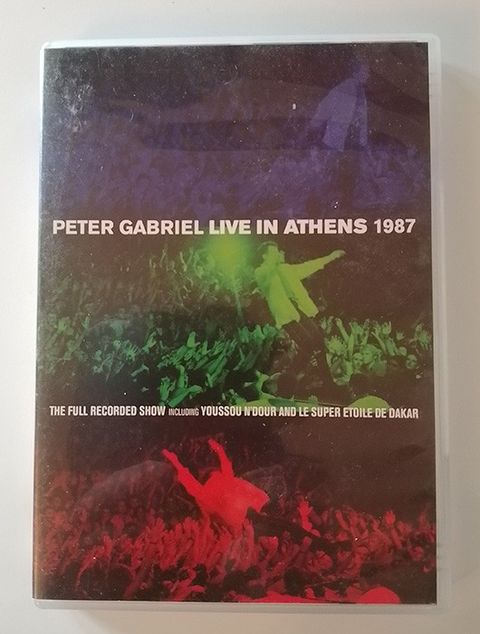 PETER GABRIEL LIVE IN ATHENS 1987
THE FULL RECORDED SHOW INCLUDING YOUSSOU N'DOUR AND LE SUPER ETOILE DE DAKAR